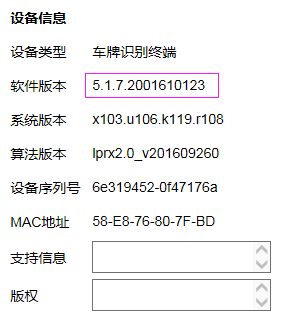 设备信息
设备类型 车牌识别终端
软件版本 5.1.7.2001610123
系统版本 x103.u106.k119.r108
算法版本 lprx2.0_v201609260
设备序列号 6e319452-0f47176a
MAC地址 58-E8-76-80-7F-BD
支持信息
版权